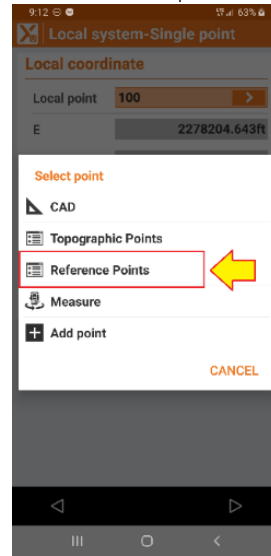 9:12
63%
Local system-Single point
Local coordinate
Local point 100
E 2278204.643ft
Select point
CAD
Topographic Points
Reference Points
Measure
Add point
CANCEL